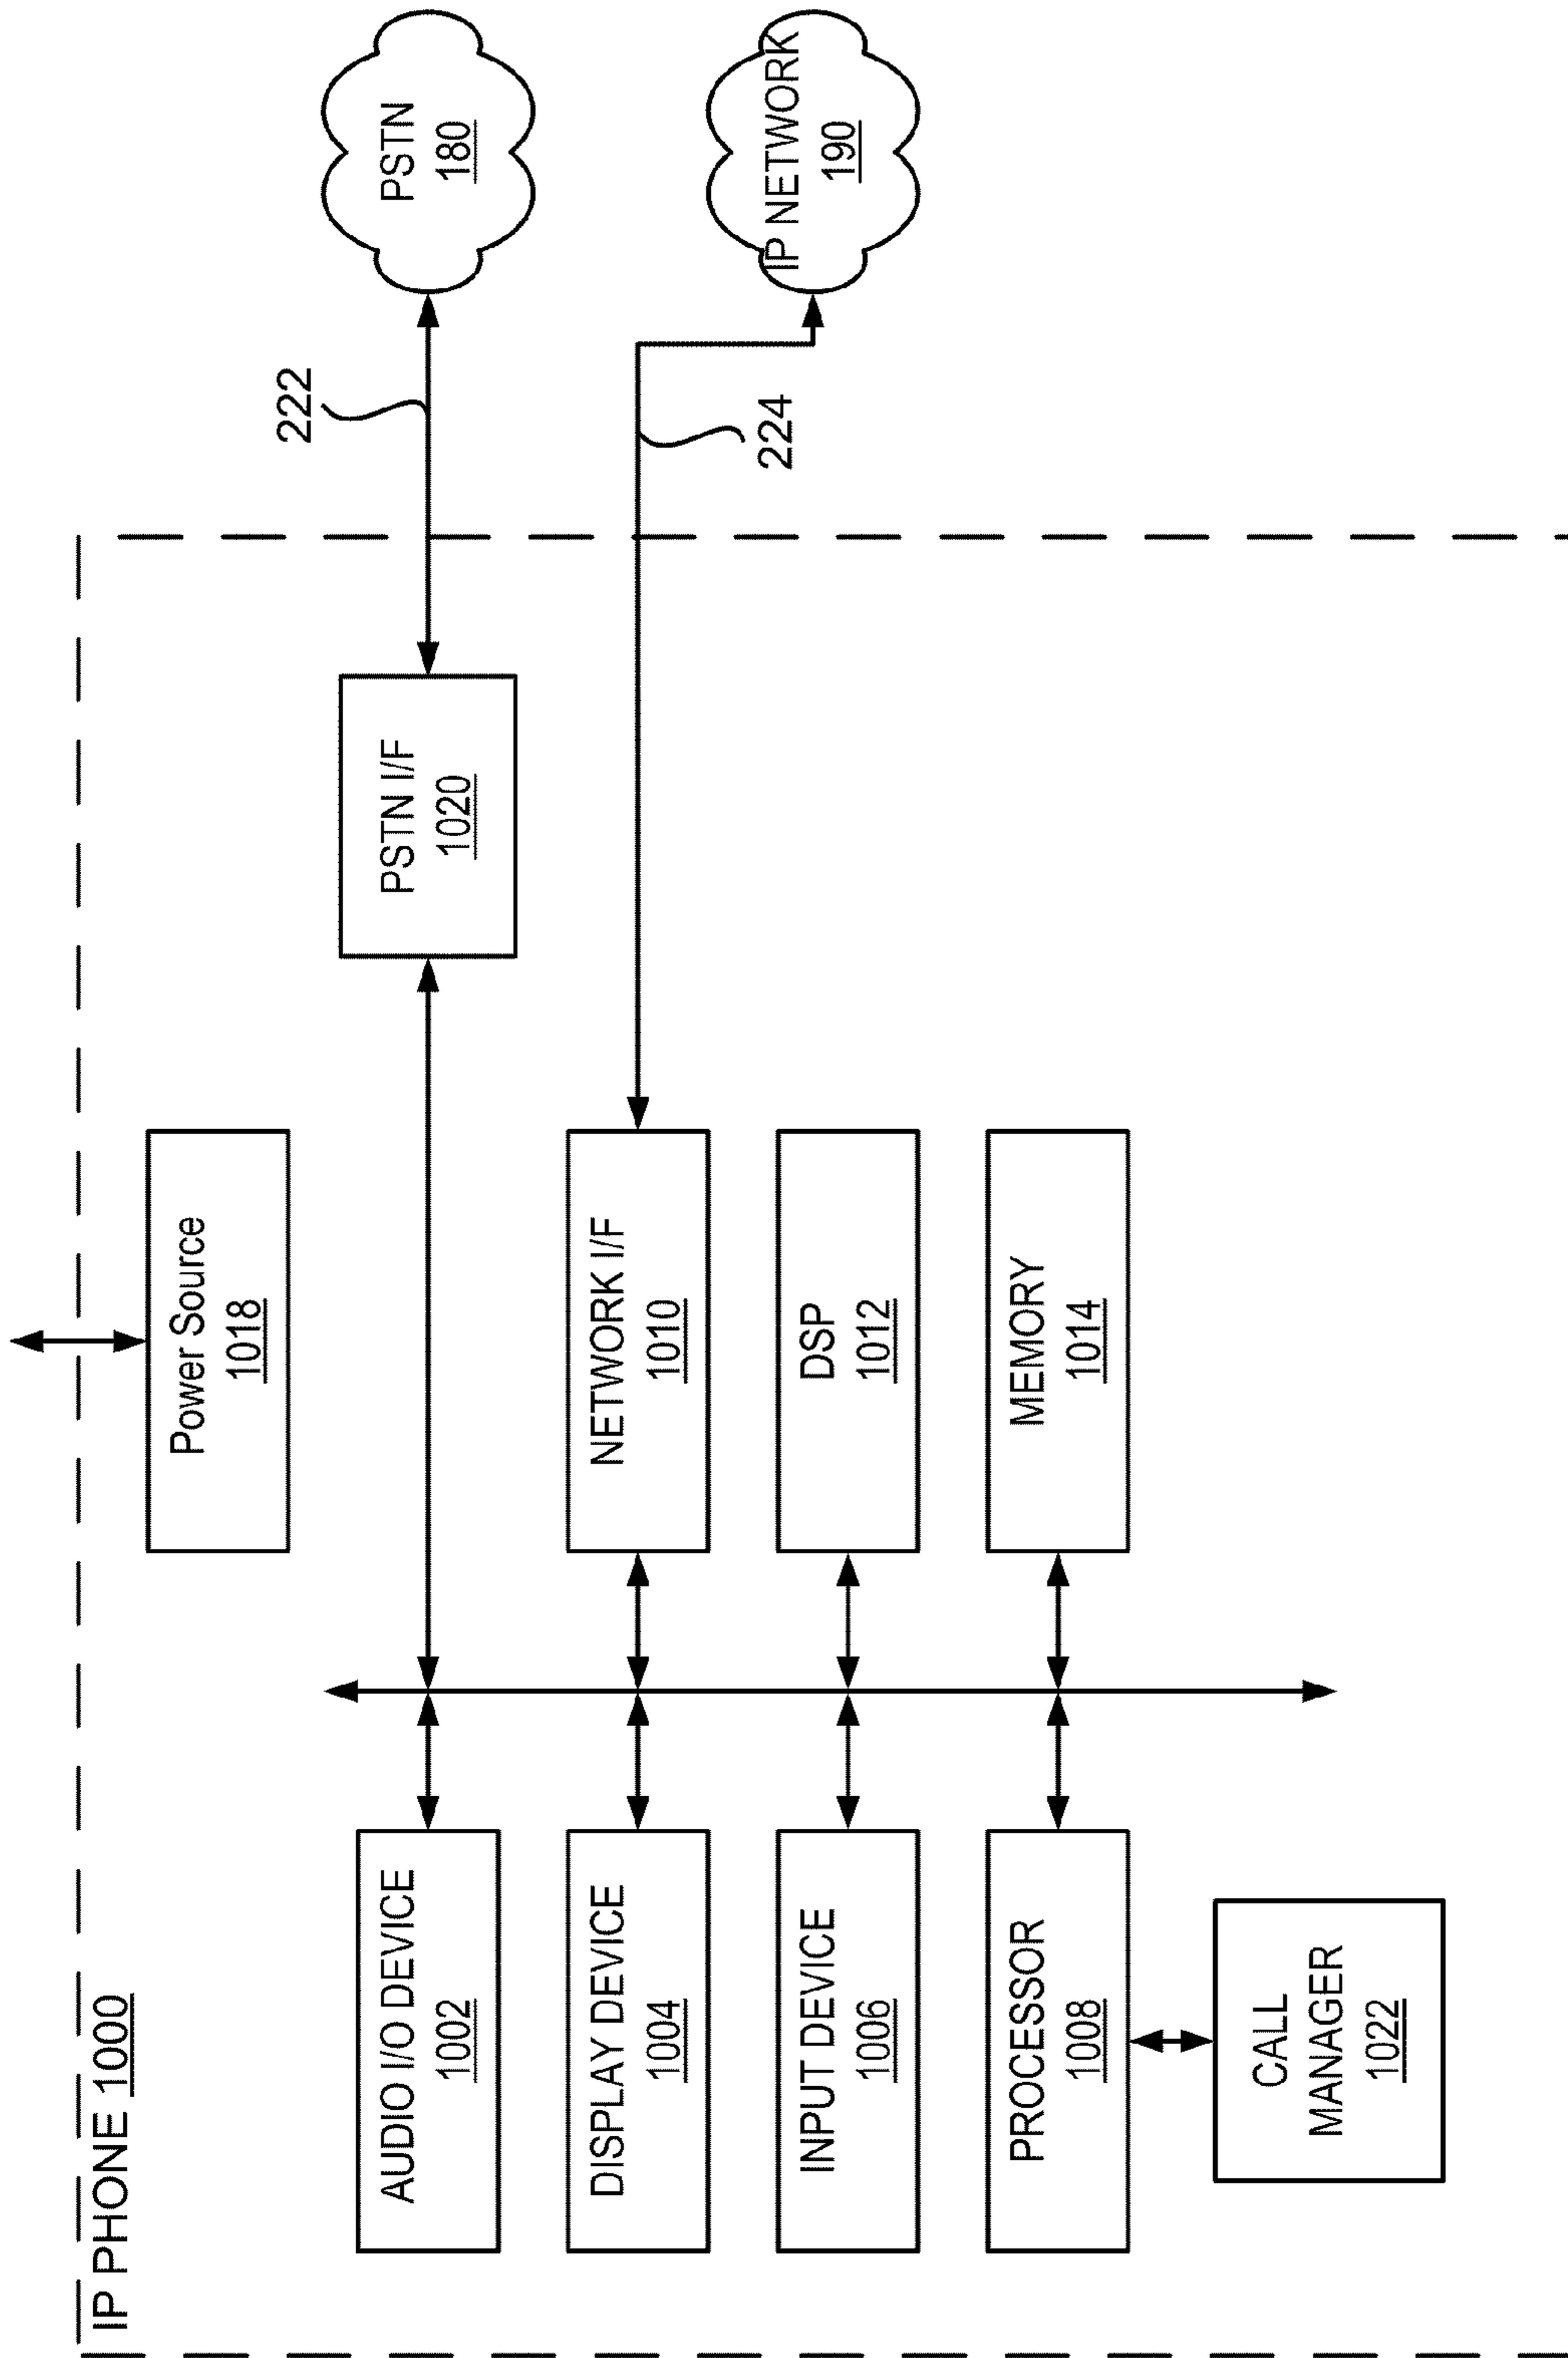 IP PHONE 1000
Power Source
1018
AUDIO I/O DEVICE
1002
PSTN I/F
1020
222
PSTN
180
DISPLAY DEVICE
1004
NETWORK I/F
1010
224
IP NETWORK
190
INPUT DEVICE
1006
DSP
1012
PROCESSOR
1008
MEMORY
1014
CALL
MANAGER
1022